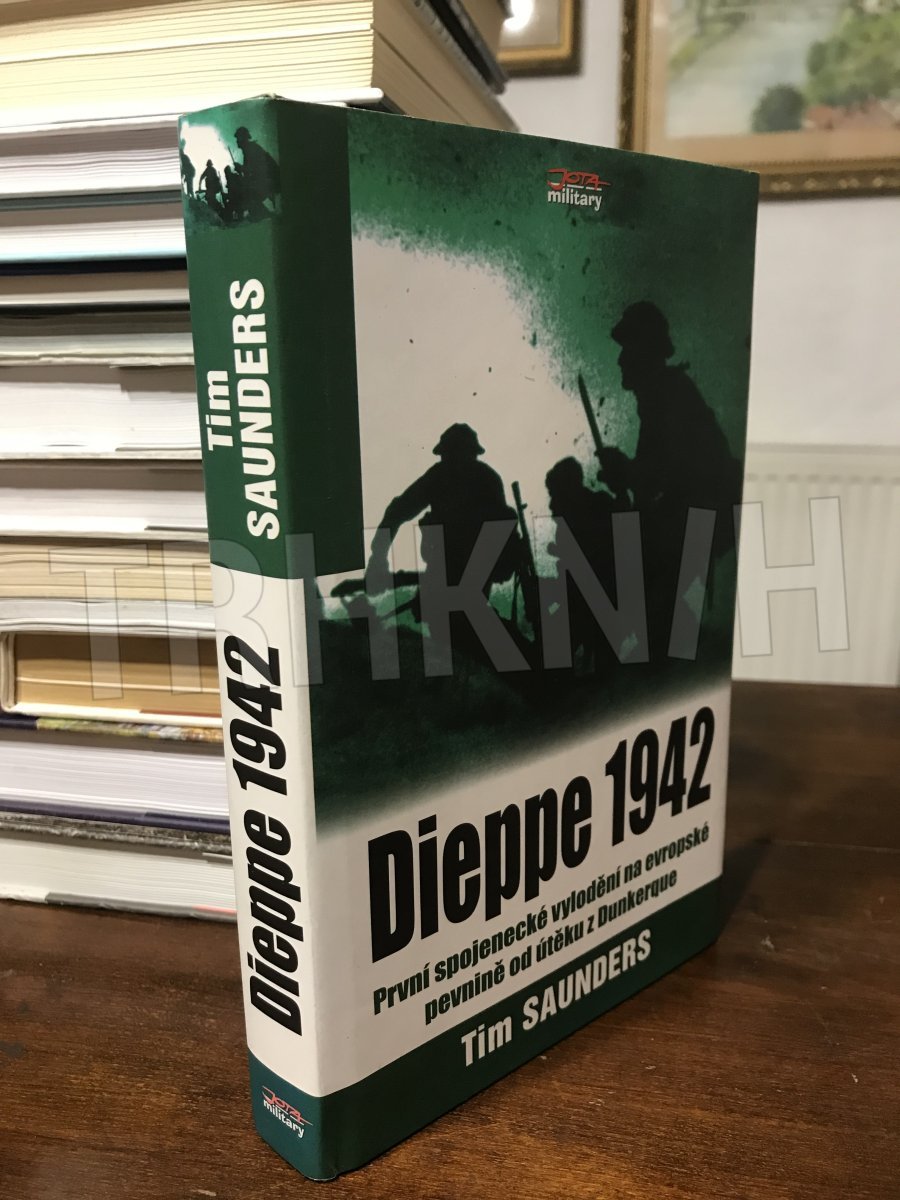 Tim
SAUNDERS
Dieppe 1942
JOTA
military
JOTA
military
Dieppe 1942
První spojenecké vylodění na evropské
pevnině od útěku z Dunkerque
Tim SAUNDERS
TRHKNIH